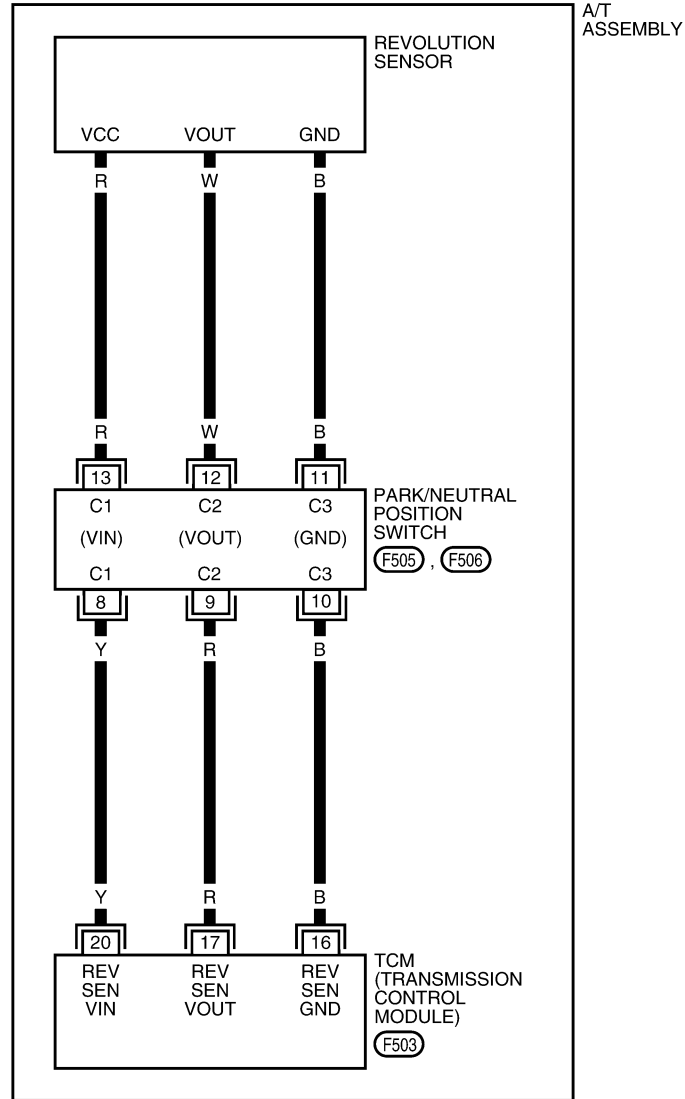 A/T
ASSEMBLY
REVOLUTION
SENSOR
VCC VOUT GND
R W B
R W B
13 12 11
C1 C2 C3
(VIN) (VOUT) (GND)
C1 C2 C3
PARK/NEUTRAL
POSITION
SWITCH
F505 , F506
8 9 10
Y R B
Y R B
20 17 16
REV REV REV
SEN SEN SEN
VIN VOUT GND
TCM
(TRANSMISSION
CONTROL
MODULE)
F503